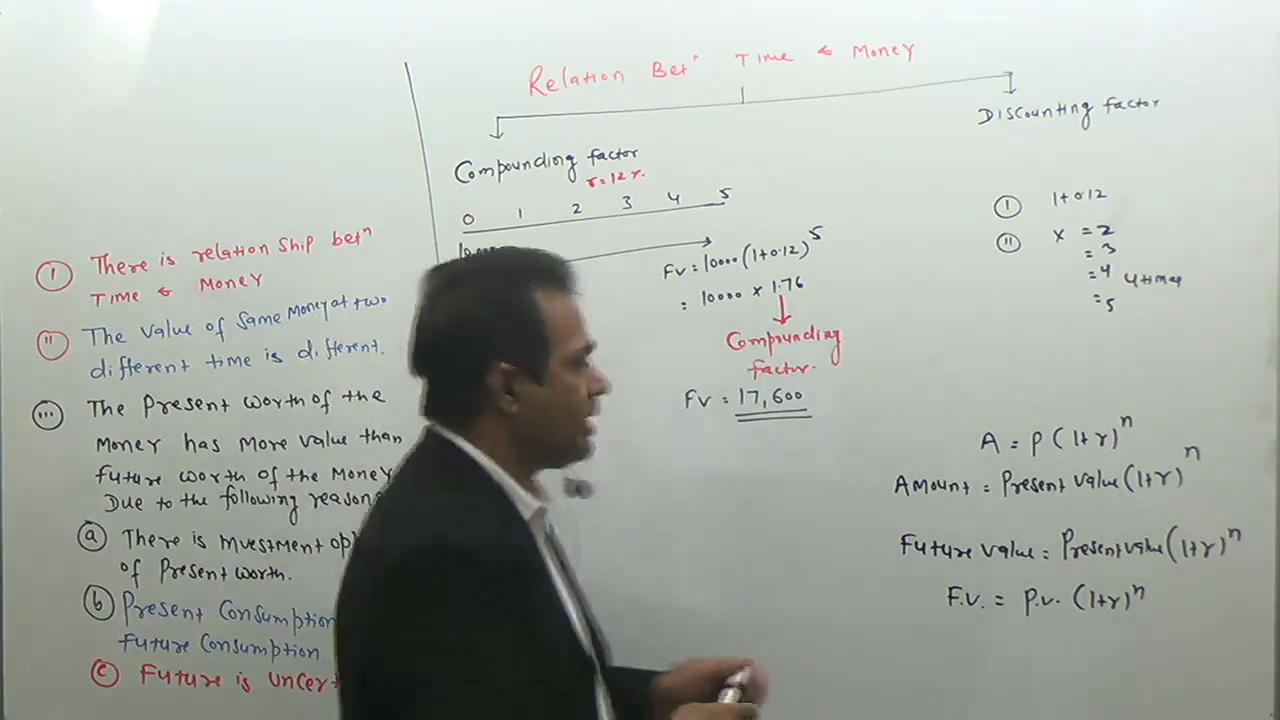 Relation Betⁿ Time & Money
Compounding factor
r=12%.
0 1 2 3 4 5
FV = 10000 (1+0.12)⁵
= 10000 × 1.76
Compounding
factor.
FV = 17,600
Discounting factor
(I) 1+0.12
(II) × = 2
= 3
= 4 4 times
= 5
A = P (1+r)ⁿ
Amount = Present value (1+r)ⁿ
Future value = Present value (1+r)ⁿ
F.V. = P.V. (1+r)ⁿ
(I) There is relation Ship betⁿ
Time & Money
(II) The value of same Money at two
different time is different.
(III) The Present worth of the
Money has More value than
future worth of the Money
Due to the following reasons
(a) There is Investment
of Present worth.
(b) Present Consumption
future Consumption
(c) Future is